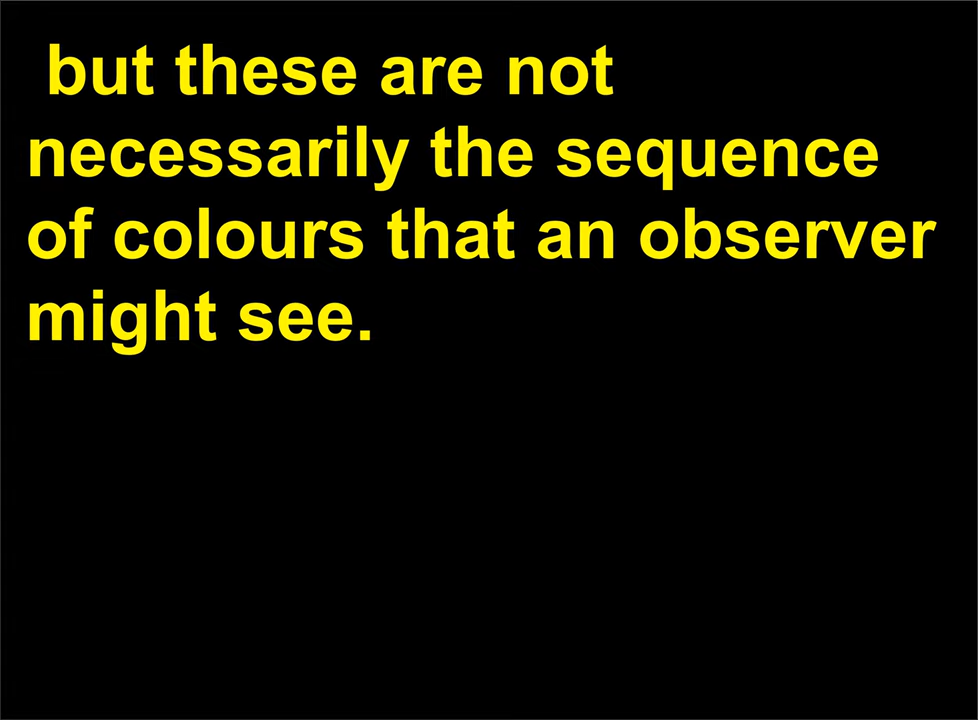 but these are not
necessarily the sequence
of colours that an observer
might see.